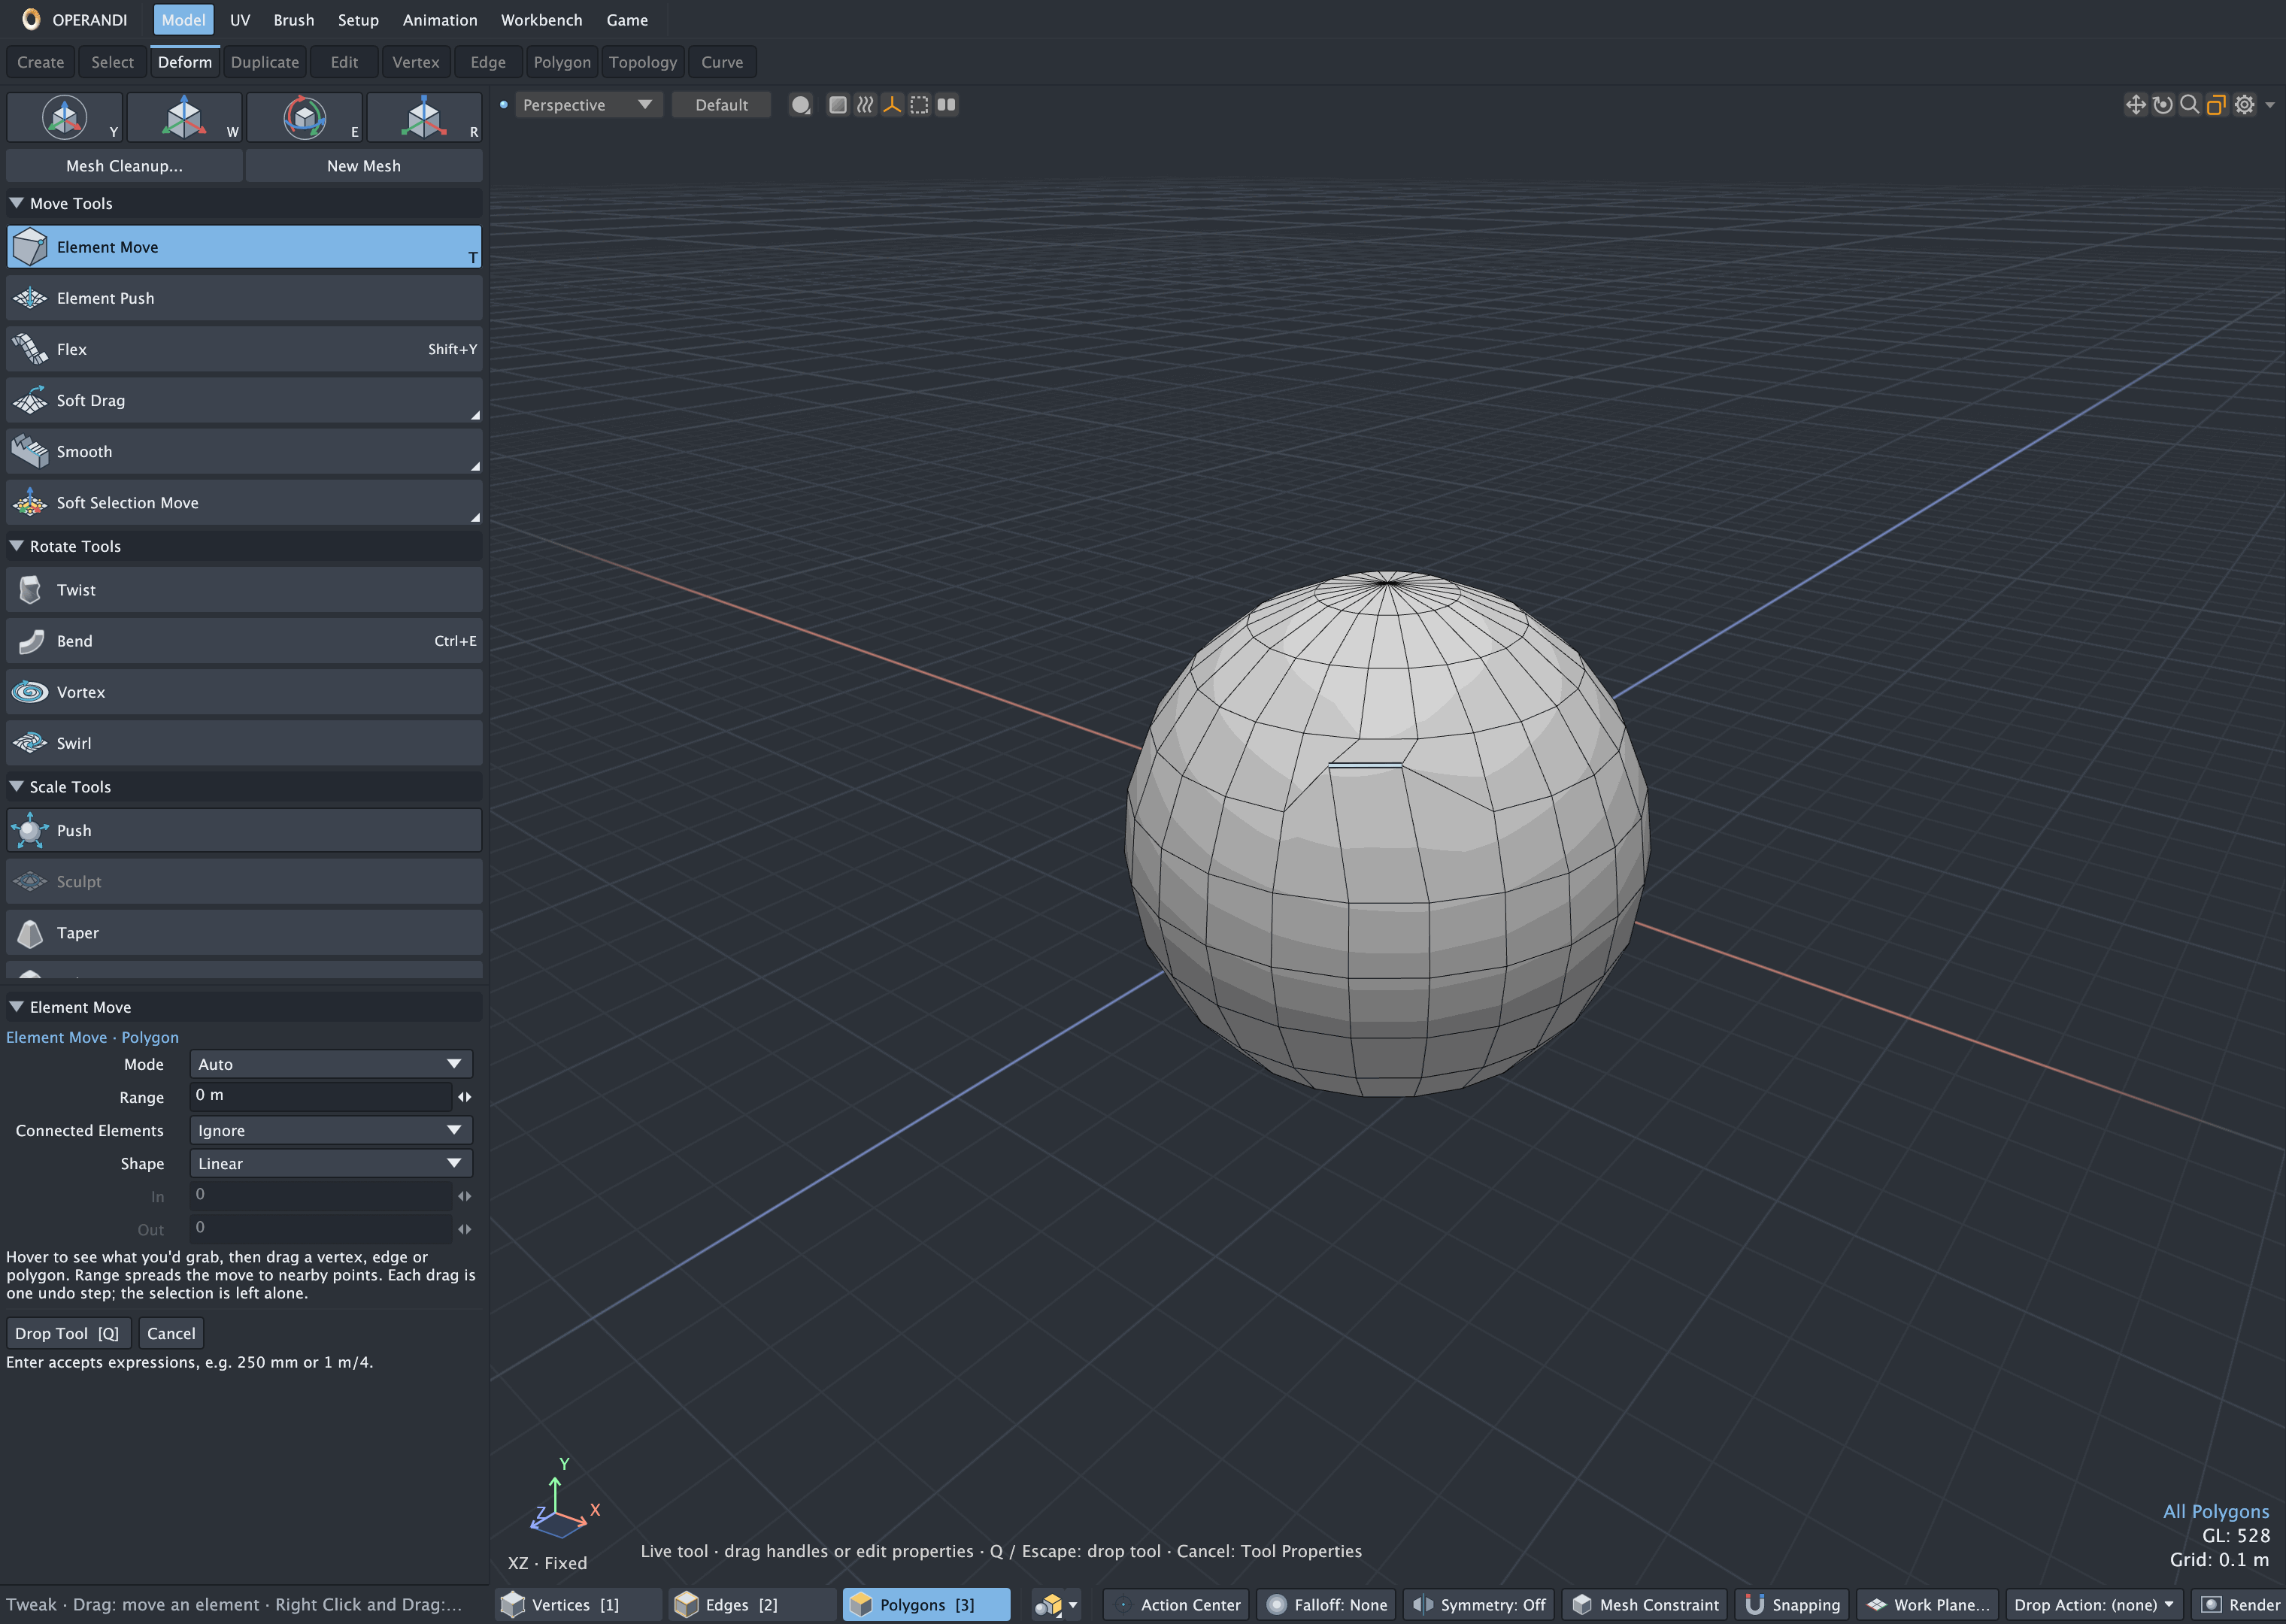 OPERANDI Model UV Brush Setup Animation Workbench Game
Create Select Deform Duplicate Edit Vertex Edge Polygon Topology Curve
Y W E R
Perspective Default
Mesh Cleanup... New Mesh
Move Tools
Element Move T
Element Push
Flex Shift+Y
Soft Drag
Smooth
Soft Selection Move
Rotate Tools
Twist
Bend Ctrl+E
Vortex
Swirl
Scale Tools
Push
Sculpt
Taper
Element Move
Element Move · Polygon
Mode Auto
Range 0 m
Connected Elements Ignore
Shape Linear
In 0
Out 0
Hover to see what you'd grab, then drag a vertex, edge or
polygon. Range spreads the move to nearby points. Each drag is
one undo step; the selection is left alone.
Drop Tool [Q] Cancel
Enter accepts expressions, e.g. 250 mm or 1 m/4.
Y
Z X
XZ · Fixed
Live tool · drag handles or edit properties · Q / Escape: drop tool · Cancel: Tool Properties
All Polygons
GL: 528
Grid: 0.1 m
Tweak · Drag: move an element · Right Click and Drag:...
Vertices [1] Edges [2] Polygons [3] Action Center Falloff: None Symmetry: Off Mesh Constraint Snapping Work Plane... Drop Action: (none) Render